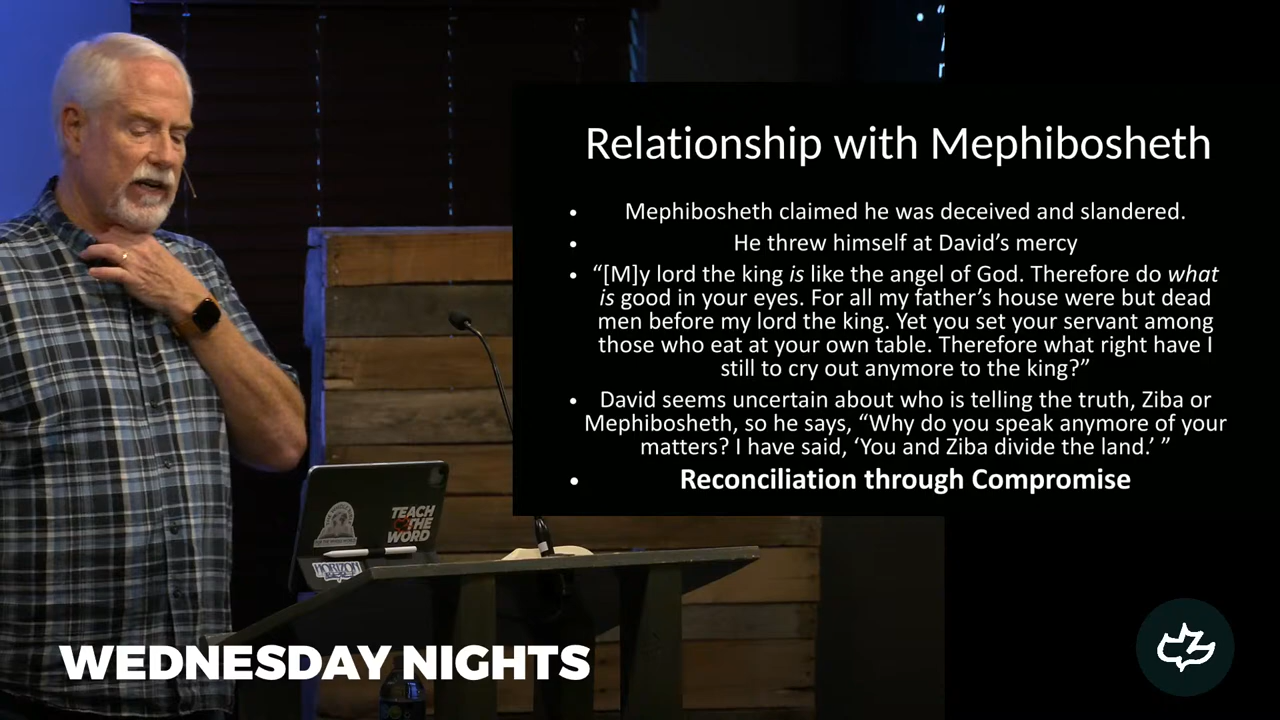 Relationship with Mephibosheth
• Mephibosheth claimed he was deceived and slandered.
• He threw himself at David’s mercy
• “[M]y lord the king is like the angel of God. Therefore do what
is good in your eyes. For all my father’s house were but dead
men before my lord the king. Yet you set your servant among
those who eat at your own table. Therefore what right have I
still to cry out anymore to the king?”
• David seems uncertain about who is telling the truth, Ziba or
Mephibosheth, so he says, “Why do you speak anymore of your
matters? I have said, ‘You and Ziba divide the land.’ ”
• Reconciliation through Compromise
TEACH
THE
WORD
HORIZON
WEDNESDAY NIGHTS